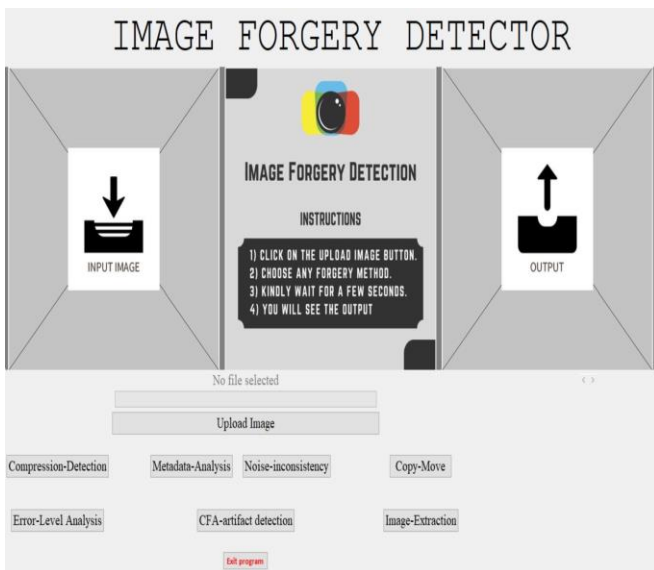 IMAGE FORGERY DETECTOR
INPUT IMAGE
IMAGE FORGERY DETECTION
INSTRUCTIONS
1) CLICK ON THE UPLOAD IMAGE BUTTON.
2) CHOOSE ANY FORGERY METHOD.
3) KINDLY WAIT FOR A FEW SECONDS.
4) YOU WILL SEE THE OUTPUT
OUTPUT
No file selected
Upload Image
Compression-Detection
Metadata-Analysis
Noise-inconsistency
Copy-Move
Error-Level Analysis
CFA-artifact detection
Image-Extraction
Exit program